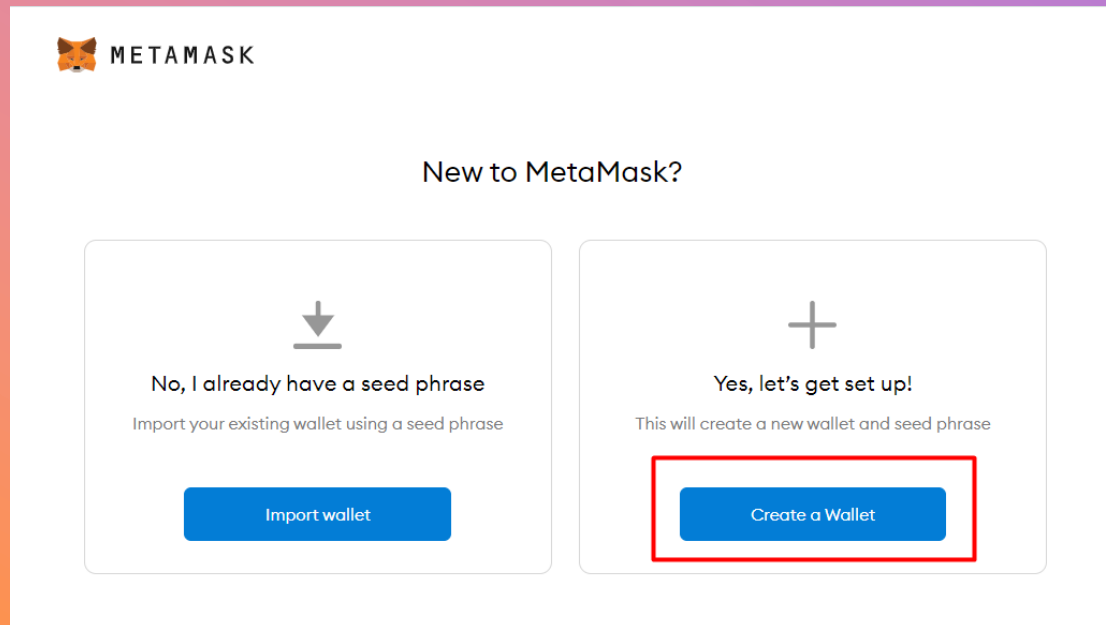 METAMASK
New to MetaMask?
No, I already have a seed phrase
Import your existing wallet using a seed phrase
Import wallet
Yes, let’s get set up!
This will create a new wallet and seed phrase
Create a Wallet